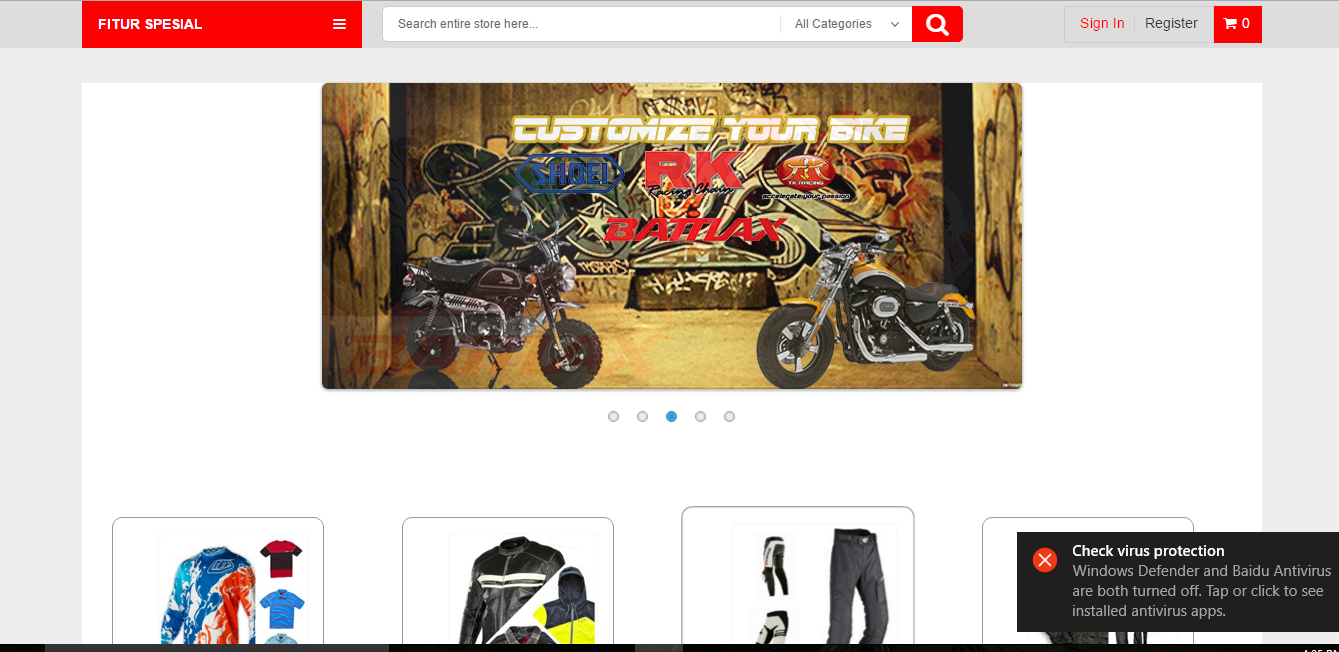 FITUR SPESIAL
Search entire store here...
All Categories
Sign In
Register
0
CUSTOMIZE YOUR BIKE
SHOEI
RK
Racing Chain
TK RACING
accelerate your passion
BATTLAX
Check virus protection
Windows Defender and Baidu Antivirus
are both turned off. Tap or click to see
installed antivirus apps.